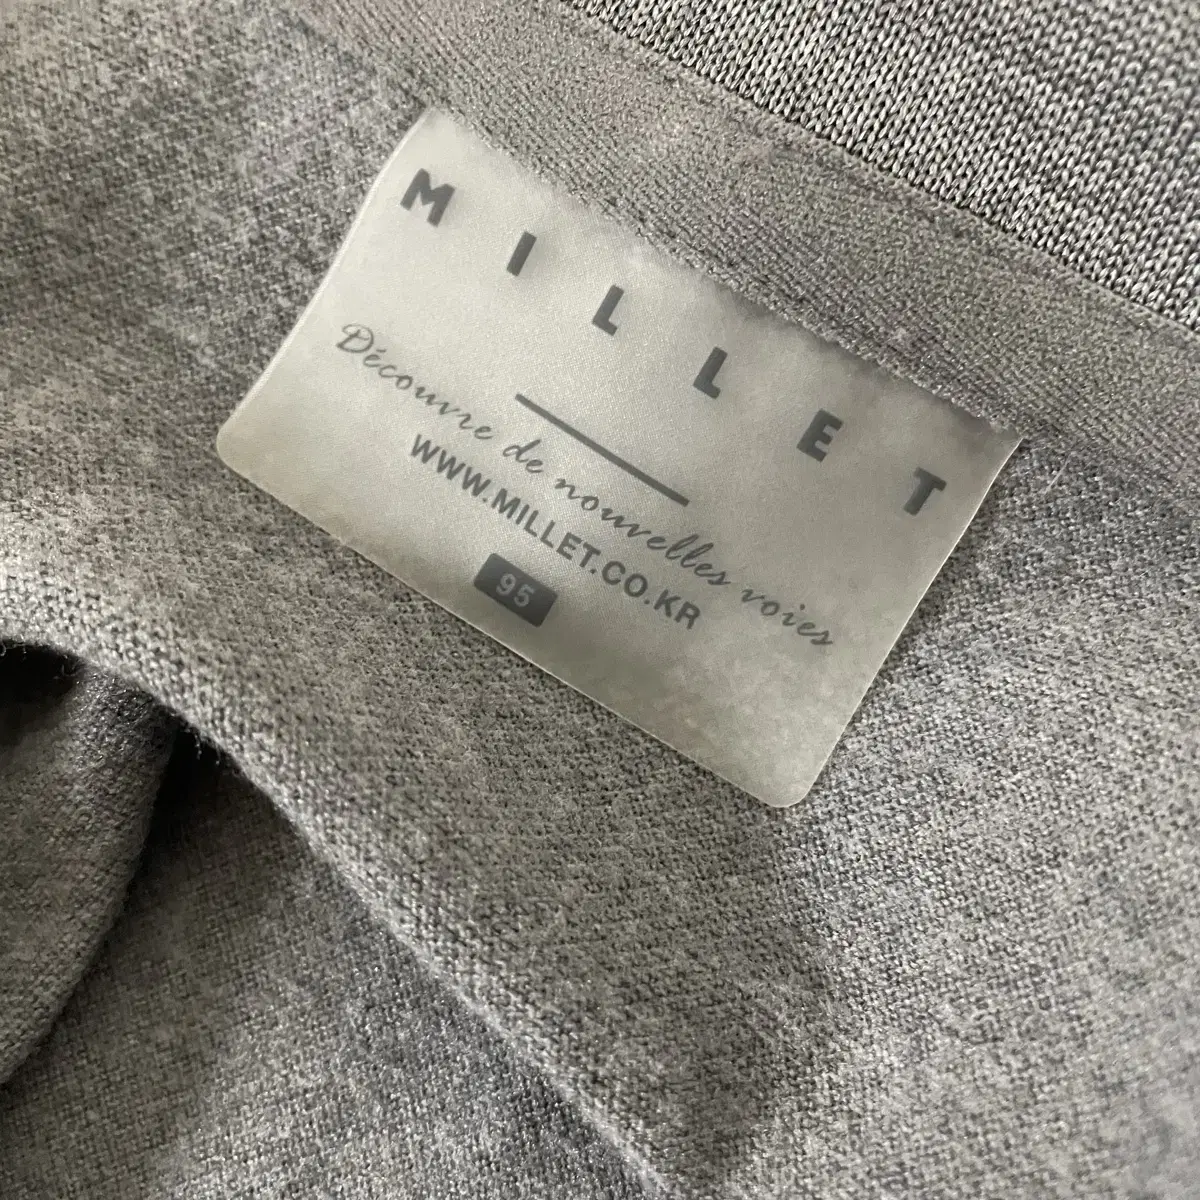 MILLET
Découvre de nouvelles voies
WWW.MILLET.CO.KR
95